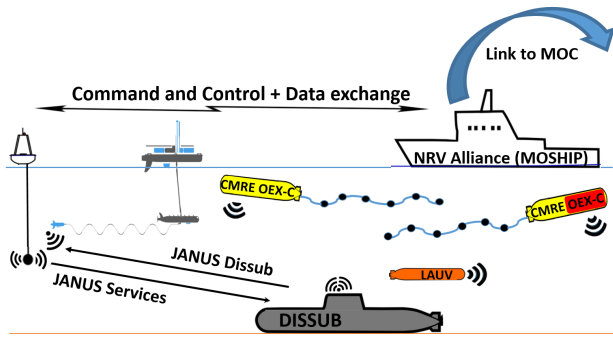 Link to MOC
Command and Control + Data exchange
NRV Alliance (MOSHIP)
CMRE OEX-C
CMRE OEX-C
JANUS Dissub
LAUV
JANUS Services
DISSUB